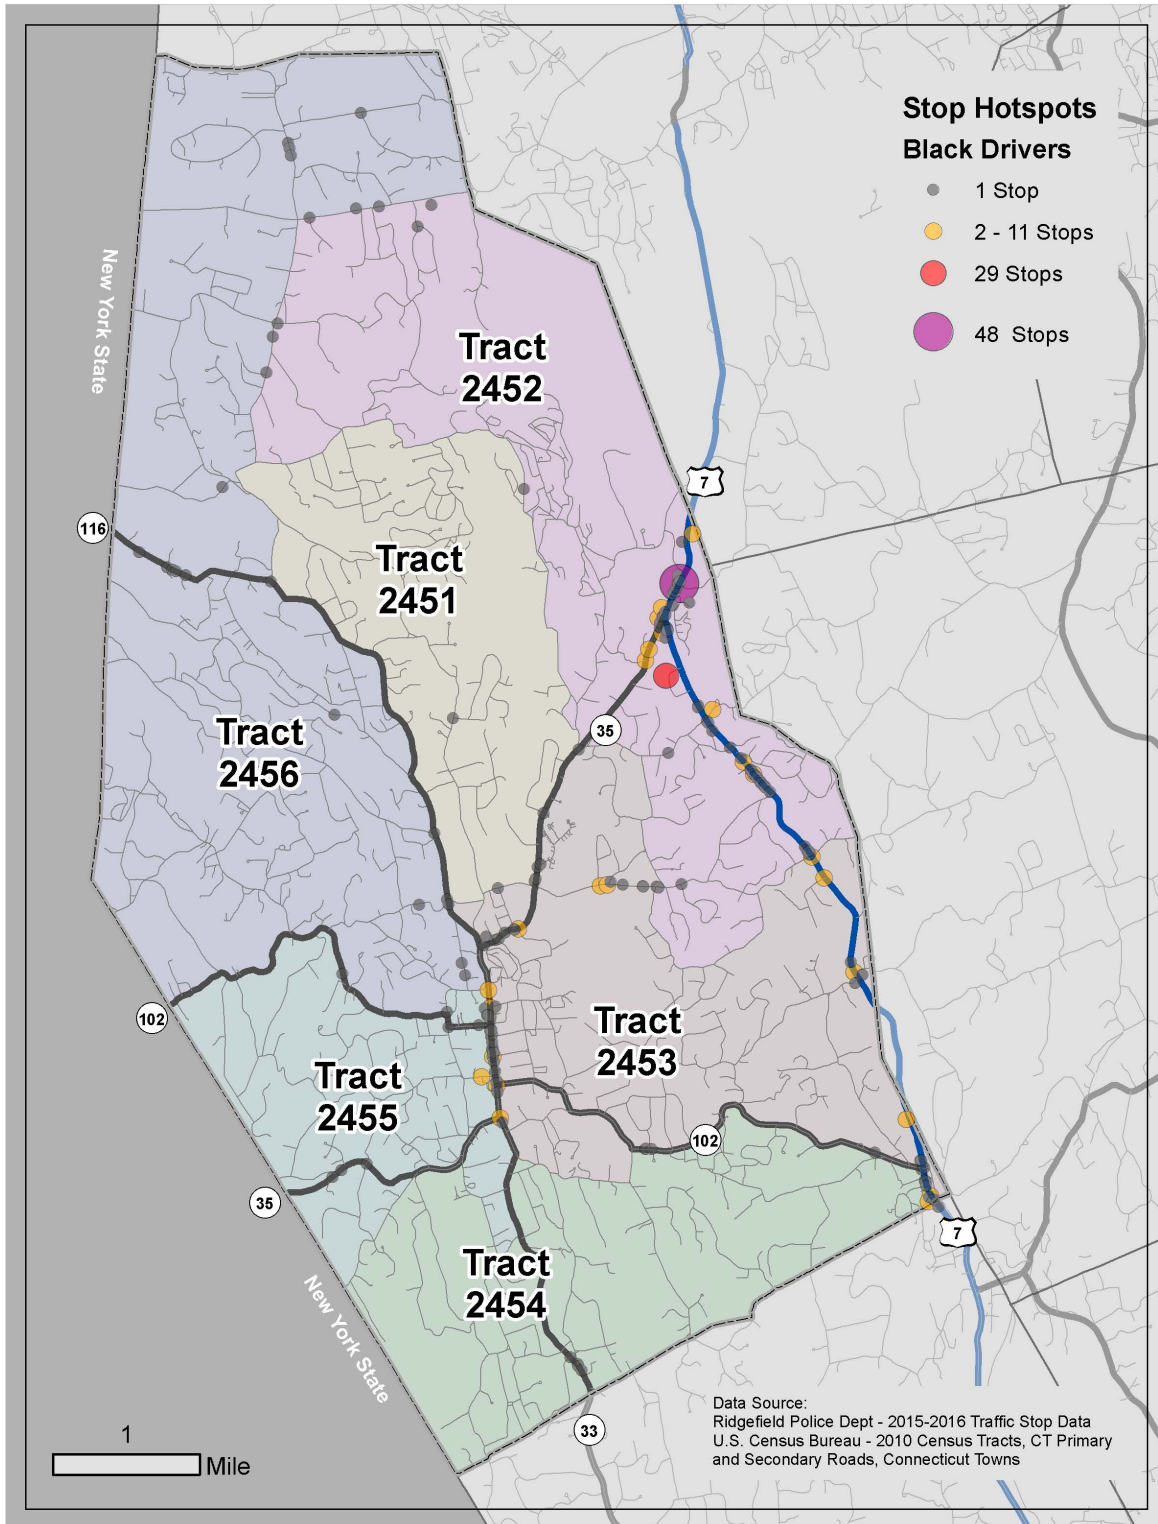 Stop Hotspots
Black Drivers
1 Stop
2 - 11 Stops
29 Stops
48 Stops
New York State
Tract
2452
7
116
Tract
2451
35
Tract
2456
102
Tract
2453
Tract
2455
102
35
7
Tract
2454
New York State
33
Data Source:
Ridgefield Police Dept - 2015-2016 Traffic Stop Data
U.S. Census Bureau - 2010 Census Tracts, CT Primary
and Secondary Roads, Connecticut Towns
1
Mile